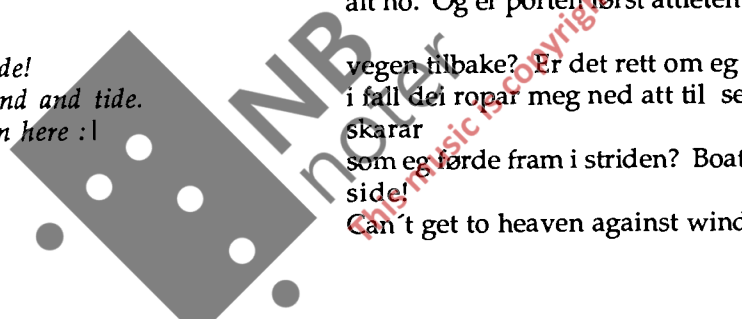 de!
nd and tide.
n here :|
alt no. Og er porten først attleten
vegen tilbake? Er det rett om eg
i fall dei ropar meg ned att til se
skarar
som eg førde fram i striden? Boat
side!
Can´t get to heaven against wind
NB
noter
This music is copyrig